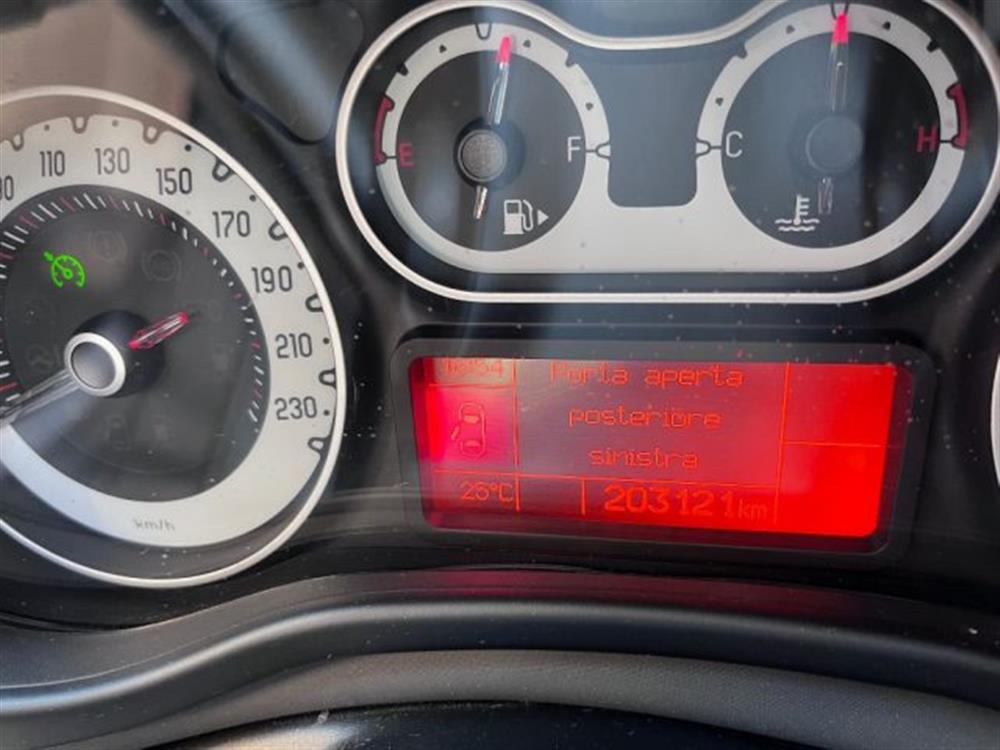 110 130 150 170 190 210 230
km/h
E F
C H
Porta aperta
posteriore
sinistra
25°C 203121km